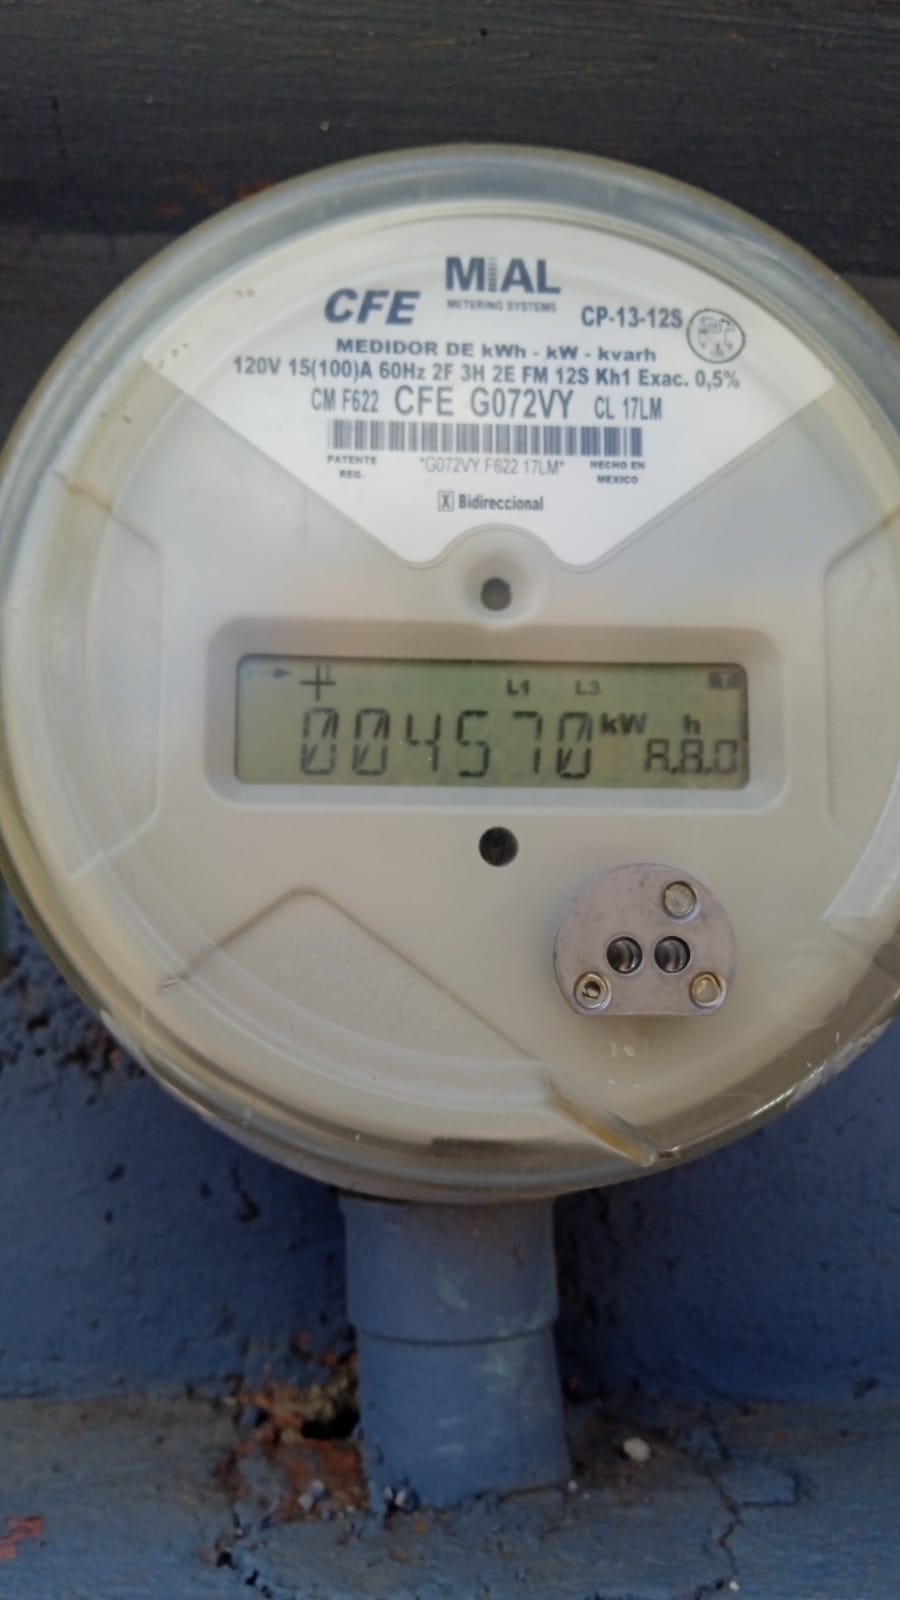 MIAL
METERING SYSTEMS
CFE
CP-13-12S
MEDIDOR DE kWh - kW - kvarh
120V 15(100)A 60Hz 2F 3H 2E FM 12S Kh1 Exac. 0,5%
CM F622 CFE G072VY CL 17LM
PATENTE REG.
*G072VY F622 17LM*
HECHO EN MEXICO
X Bidireccional
L1 L3
004570 kW h